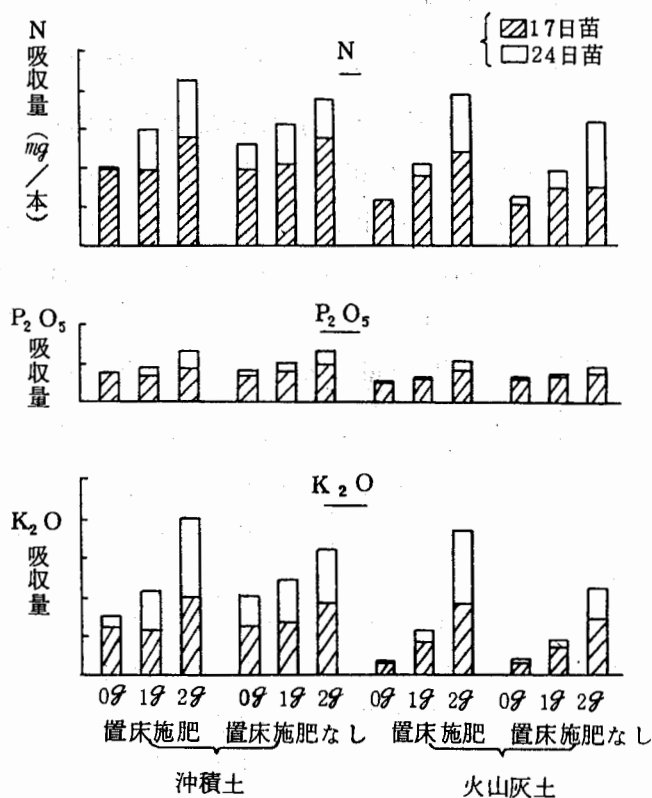 N
吸収量(mg/本)
N
17日苗
24日苗
P₂O₅
吸収量
P₂O₅
K₂O
吸収量
K₂O
0g 1g 2g 0g 1g 2g 0g 1g 2g 0g 1g 2g
置床施肥 置床施肥なし 置床施肥 置床施肥なし
沖積土 火山灰土